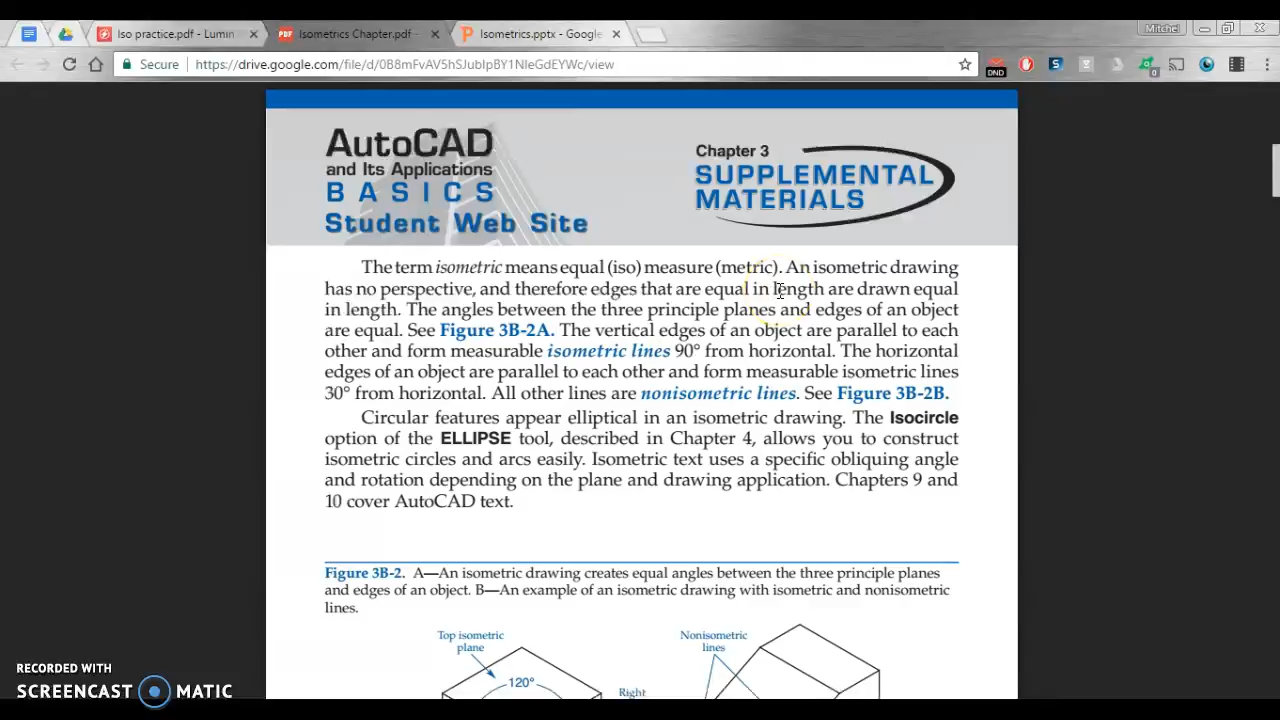 Iso practice.pdf - Lumin
Isometrics Chapter.pdf -
Isometrics.pptx - Google
Mitchel
Secure
https://drive.google.com/file/d/0B8mFvAV5hSJubIpBY1NIeGdEYWc/view
DND
0
AutoCAD
and Its Applications
BASICS
Student Web Site
Chapter 3
SUPPLEMENTAL
MATERIALS
The term isometric means equal (iso) measure (metric). An isometric drawing
has no perspective, and therefore edges that are equal in length are drawn equal
in length. The angles between the three principle planes and edges of an object
are equal. See Figure 3B-2A. The vertical edges of an object are parallel to each
other and form measurable isometric lines 90° from horizontal. The horizontal
edges of an object are parallel to each other and form measurable isometric lines
30° from horizontal. All other lines are nonisometric lines. See Figure 3B-2B.
Circular features appear elliptical in an isometric drawing. The Isocircle
option of the ELLIPSE tool, described in Chapter 4, allows you to construct
isometric circles and arcs easily. Isometric text uses a specific obliquing angle
and rotation depending on the plane and drawing application. Chapters 9 and
10 cover AutoCAD text.
Figure 3B-2. A—An isometric drawing creates equal angles between the three principle planes
and edges of an object. B—An example of an isometric drawing with isometric and nonisometric
lines.
Top isometric
plane
120°
Right
Nonisometric
lines
RECORDED WITH
SCREENCAST MATIC